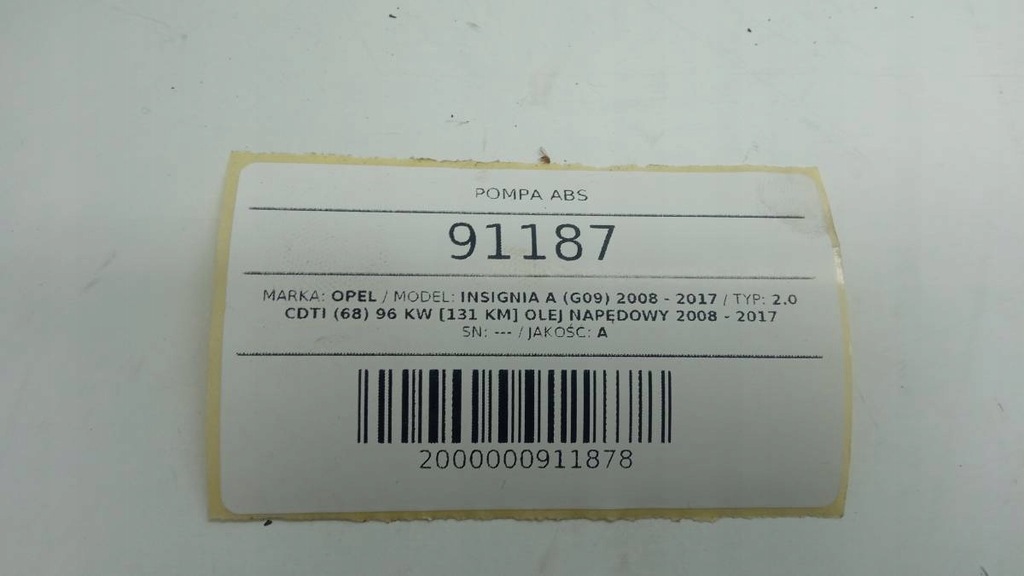 POMPA ABS
91187
MARKA: OPEL / MODEL: INSIGNIA A (G09) 2008 - 2017 / TYP: 2.0
CDTI (68) 96 KW [131 KM] OLEJ NAPĘDOWY 2008 - 2017
SN: --- / JAKOŚĆ: A
2000000911878